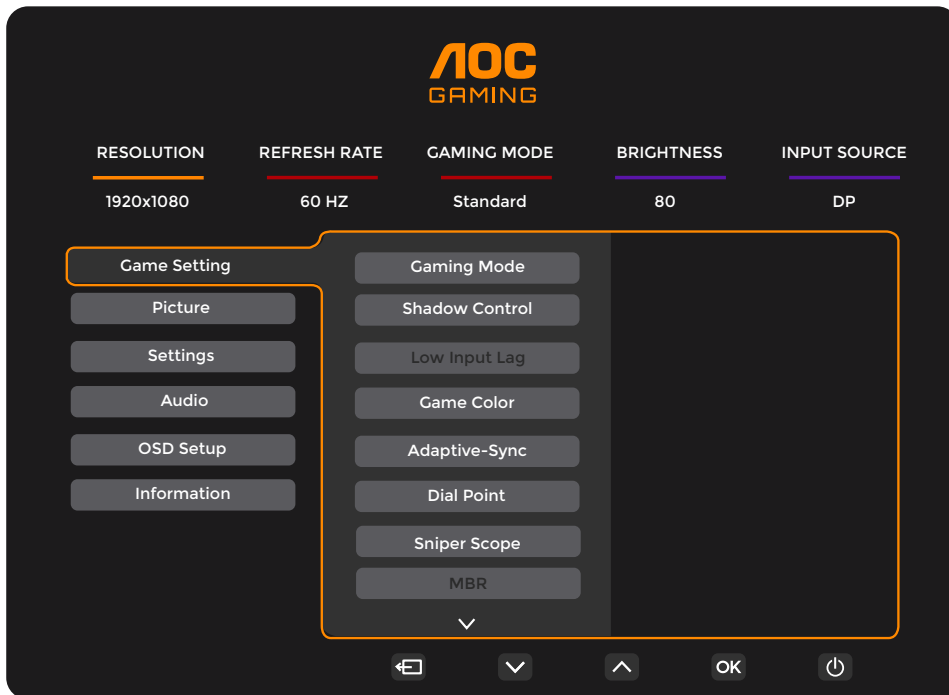 AOC
GAMING
RESOLUTION REFRESH RATE GAMING MODE BRIGHTNESS INPUT SOURCE
1920x1080 60 HZ Standard 80 DP
Game Setting
Picture
Settings
Audio
OSD Setup
Information
Gaming Mode
Shadow Control
Low Input Lag
Game Color
Adaptive-Sync
Dial Point
Sniper Scope
MBR
OK